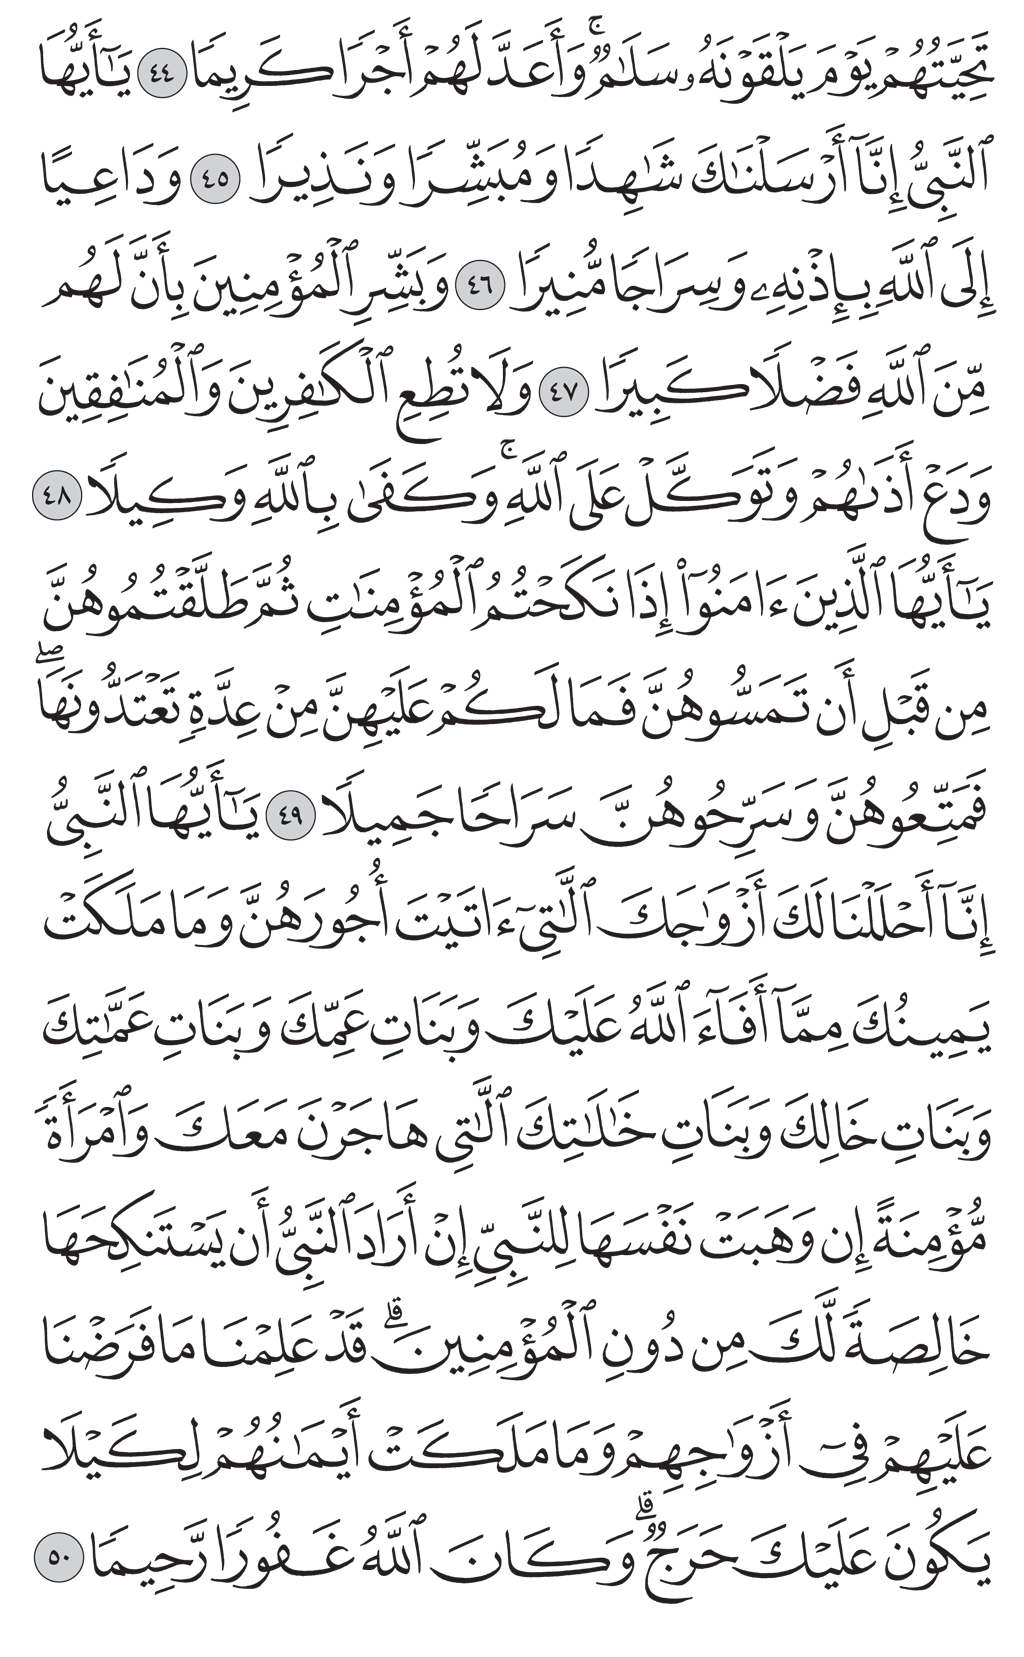 تَحِيَّتُهُمۡ يَوۡمَ يَلۡقَوۡنَهُۥ سَلَٰمٞۚ وَأَعَدَّ لَهُمۡ أَجۡرٗا كَرِيمٗا ٤٤ يَٰٓأَيُّهَا
ٱلنَّبِيُّ إِنَّآ أَرۡسَلۡنَٰكَ شَٰهِدٗا وَمُبَشِّرٗا وَنَذِيرٗا ٤٥ وَدَاعِيًا
إِلَى ٱللَّهِ بِإِذۡنِهِۦ وَسِرَاجٗا مُّنِيرٗا ٤٦ وَبَشِّرِ ٱلۡمُؤۡمِنِينَ بِأَنَّ لَهُم
مِّنَ ٱللَّهِ فَضۡلٗا كَبِيرٗا ٤٧ وَلَا تُطِعِ ٱلۡكَٰفِرِينَ وَٱلۡمُنَٰفِقِينَ
وَدَعۡ أَذَىٰهُمۡ وَتَوَكَّلۡ عَلَى ٱللَّهِۚ وَكَفَىٰ بِٱللَّهِ وَكِيلٗا ٤٨
يَٰٓأَيُّهَا ٱلَّذِينَ ءَامَنُوٓاْ إِذَا نَكَحۡتُمُ ٱلۡمُؤۡمِنَٰتِ ثُمَّ طَلَّقۡتُمُوهُنَّ
مِن قَبۡلِ أَن تَمَسُّوهُنَّ فَمَا لَكُمۡ عَلَيۡهِنَّ مِنۡ عِدَّةٖ تَعۡتَدُّونَهَاۖ
فَمَتِّعُوهُنَّ وَسَرِّحُوهُنَّ سَرَاحٗا جَمِيلٗا ٤٩ يَٰٓأَيُّهَا ٱلنَّبِيُّ
إِنَّآ أَحۡلَلۡنَا لَكَ أَزۡوَٰجَكَ ٱلَّٰتِيٓ ءَاتَيۡتَ أُجُورَهُنَّ وَمَا مَلَكَتۡ
يَمِينُكَ مِمَّآ أَفَآءَ ٱللَّهُ عَلَيۡكَ وَبَنَاتِ عَمِّكَ وَبَنَاتِ عَمَّٰتِكَ
وَبَنَاتِ خَالِكَ وَبَنَاتِ خَٰلَٰتِكَ ٱلَّٰتِي هَاجَرۡنَ مَعَكَ وَٱمۡرَأَةٗ
مُّؤۡمِنَةً إِن وَهَبَتۡ نَفۡسَهَا لِلنَّبِيِّ إِنۡ أَرَادَ ٱلنَّبِيُّ أَن يَسۡتَنكِحَهَا
خَالِصَةٗ لَّكَ مِن دُونِ ٱلۡمُؤۡمِنِينَۗ قَدۡ عَلِمۡنَا مَا فَرَضۡنَا
عَلَيۡهِمۡ فِيٓ أَزۡوَٰجِهِمۡ وَمَا مَلَكَتۡ أَيۡمَٰنُهُمۡ لِكَيۡلَا
يَكُونَ عَلَيۡكَ حَرَجٞۗ وَكَانَ ٱللَّهُ غَفُورٗا رَّحِيمٗا ٥٠